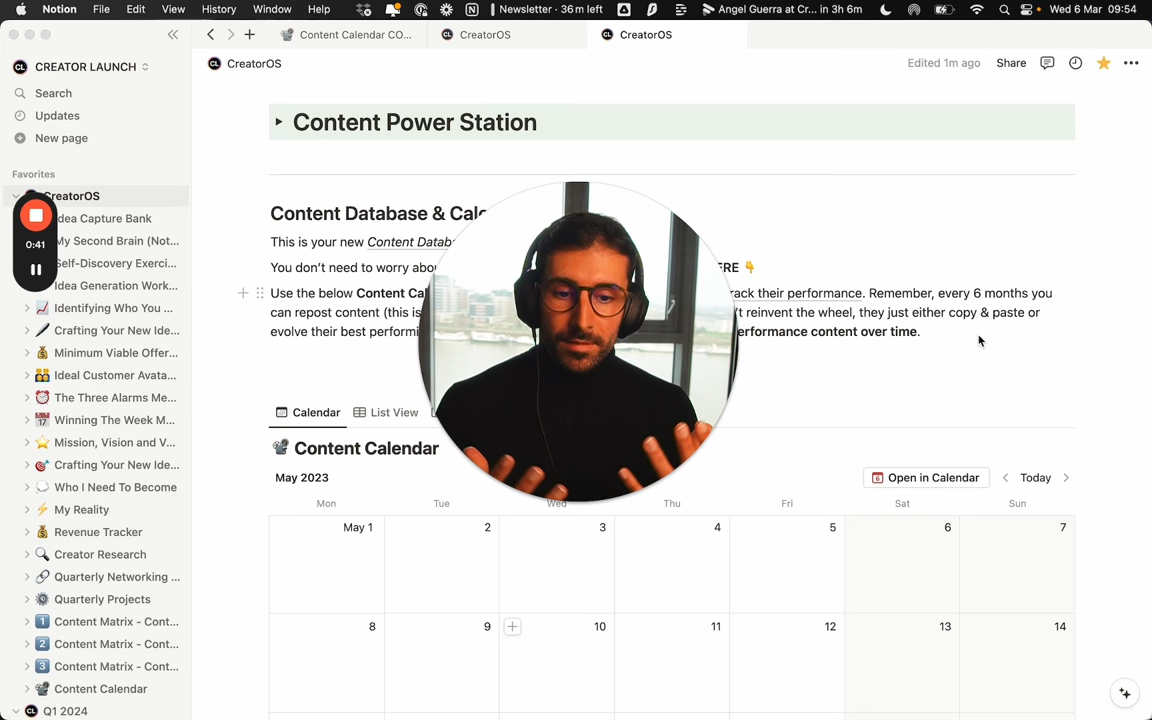 Notion File Edit View History Window Help Newsletter · 36 m left Angel Guerra at Cr... in 3h 6m Wed 6 Mar 09:54
Content Calendar CO... CreatorOS CreatorOS
CreatorOS Edited 1m ago Share
CREATOR LAUNCH
Search
Updates
New page
Favorites
CreatorOS
dea Capture Bank
My Second Brain (Not...
Self-Discovery Exerci...
Idea Generation Work...
Identifying Who You ...
Crafting Your New Ide...
Minimum Viable Offer...
Ideal Customer Avata...
The Three Alarms Me...
Winning The Week M...
Mission, Vision and V...
Crafting Your New Ide...
Who I Need To Become
My Reality
Revenue Tracker
Creator Research
Quarterly Networking ...
Quarterly Projects
1 Content Matrix - Cont...
2 Content Matrix - Cont...
3 Content Matrix - Cont...
Content Calendar
Q1 2024
0:41
Content Power Station
Content Database & Cal
This is your new Content Datab
You don't need to worry abou ERE 👇
Use the below Content Ca rack their performance. Remember, every 6 months you
can repost content (this is 't reinvent the wheel, they just either copy & paste or
evolve their best performi erformance content over time.
Calendar List View
Content Calendar
May 2023 Open in Calendar Today
Mon Tue Wed Thu Fri Sat Sun
May 1 2 3 4 5 6 7
8 9 10 11 12 13 14